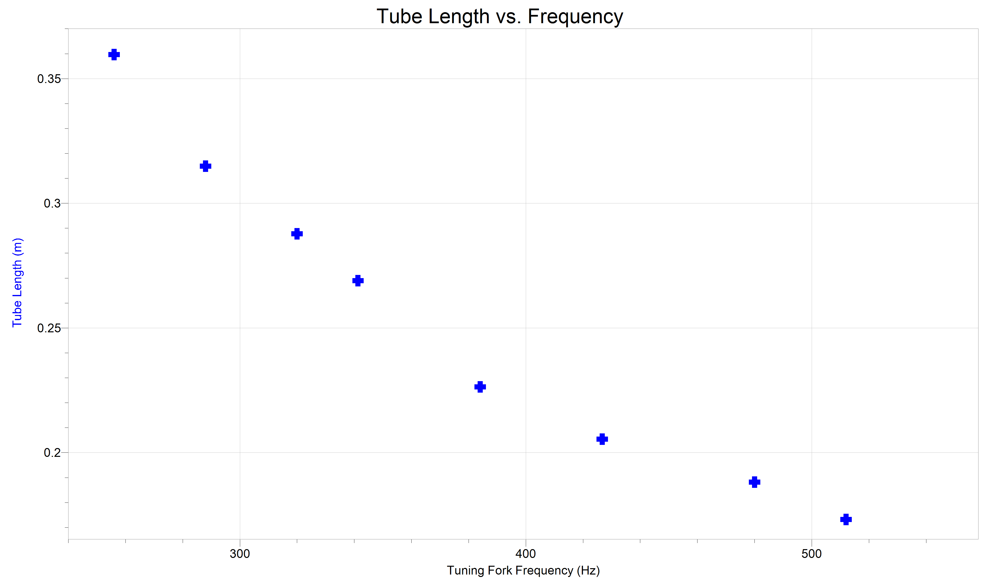 Tube Length vs. Frequency
0.35
0.3
0.25
0.2
Tube Length (m)
300 400 500
Tuning Fork Frequency (Hz)